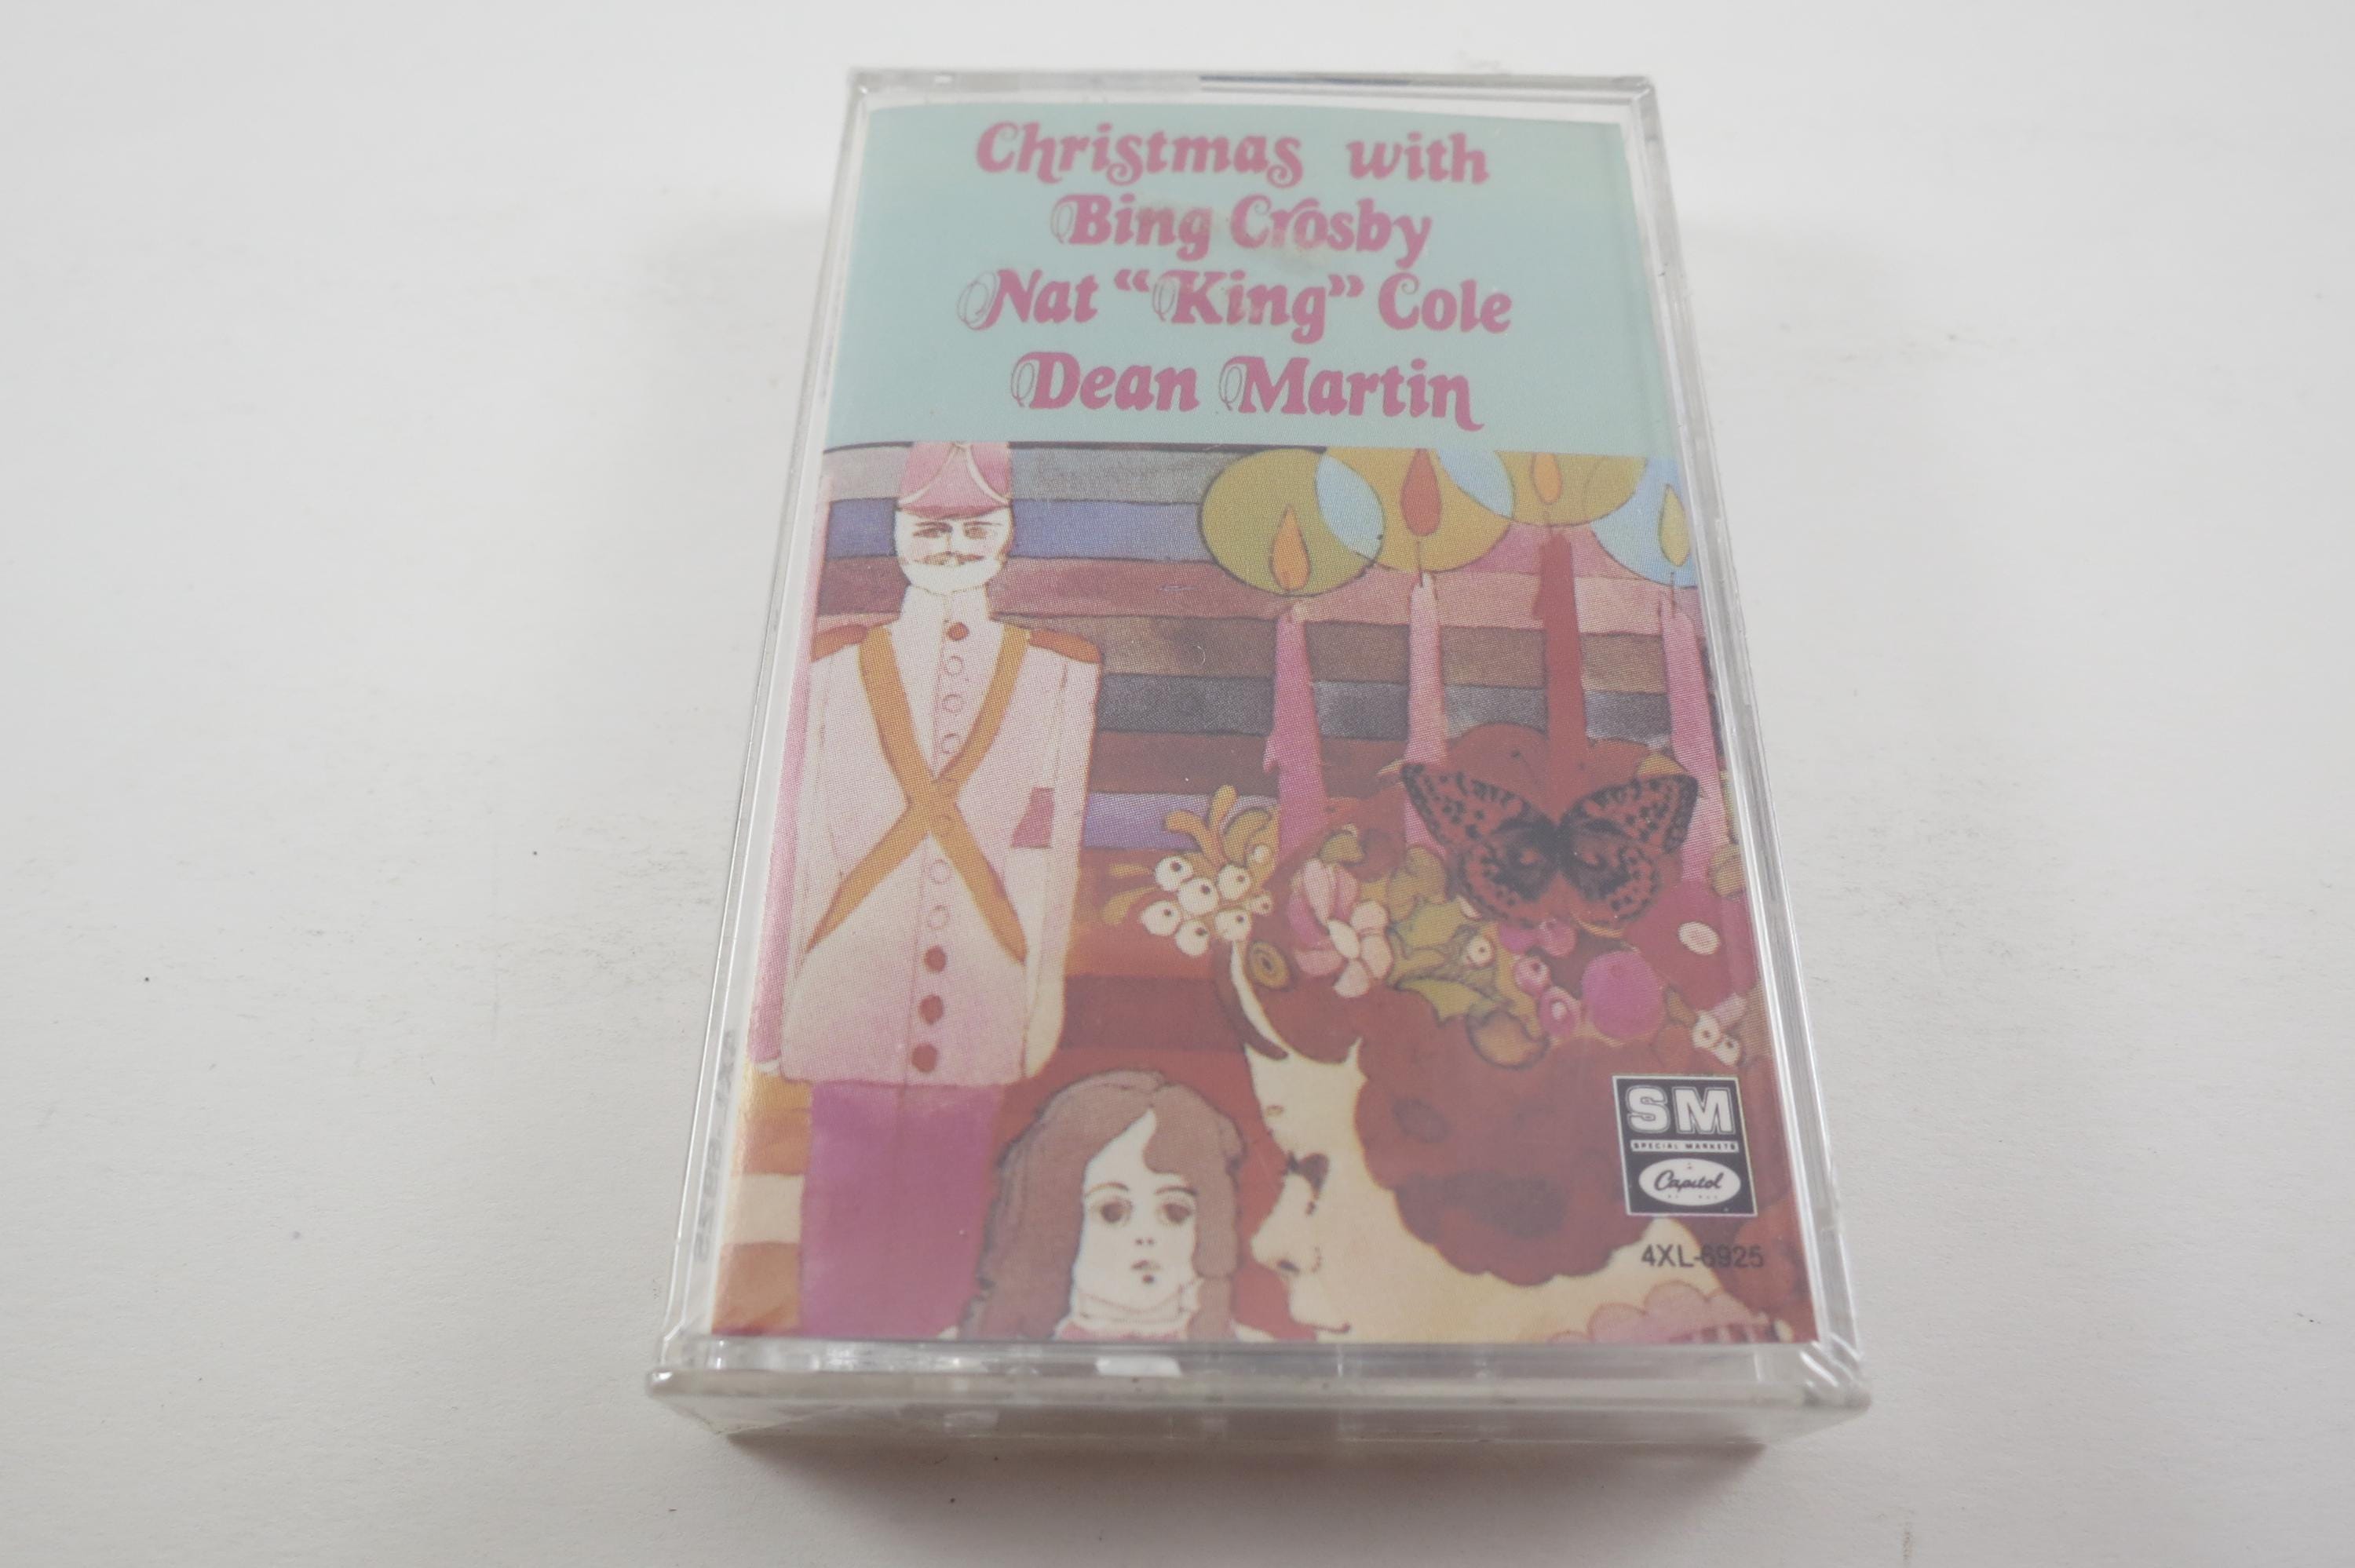 Christmas with
Bing Crosby
Nat “King” Cole
Dean Martin
SM
SPECIAL MARKETS
Capitol
4XL-6925